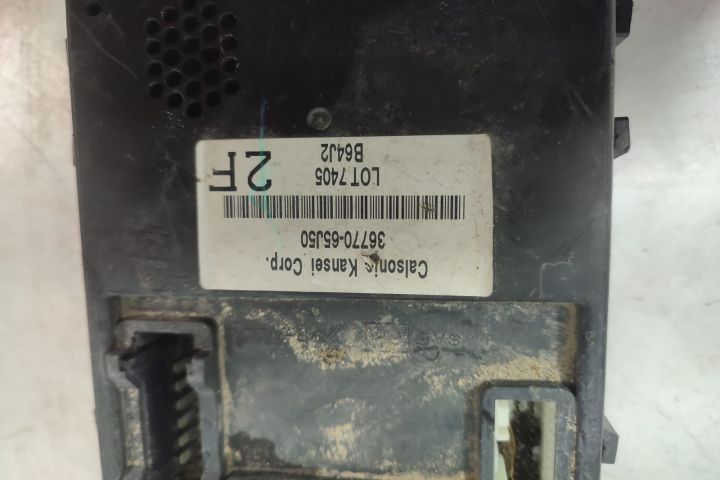 Calsonic Kansei Corp.
36770-65J50
LOT7405
B64J2
2F